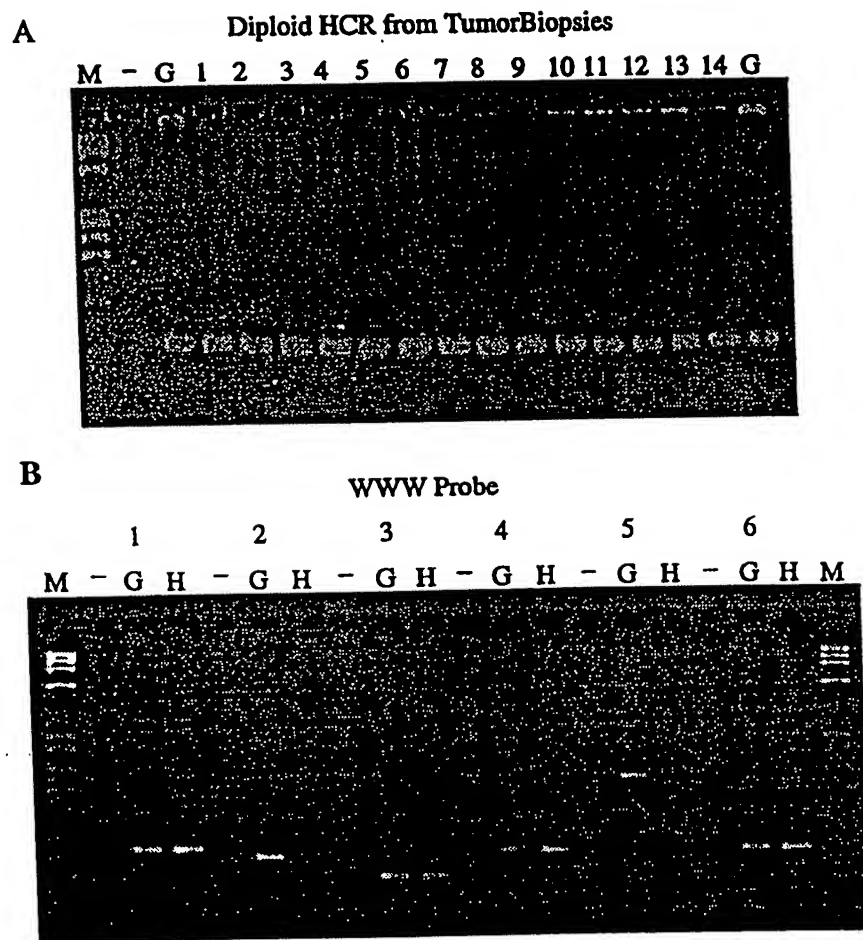 A
Diploid HCR from TumorBiopsies
M – G 1 2 3 4 5 6 7 8 9 10 11 12 13 14 G
B
WWW Probe
1 2 3 4 5 6
M – G H – G H – G H – G H – G H – G H M